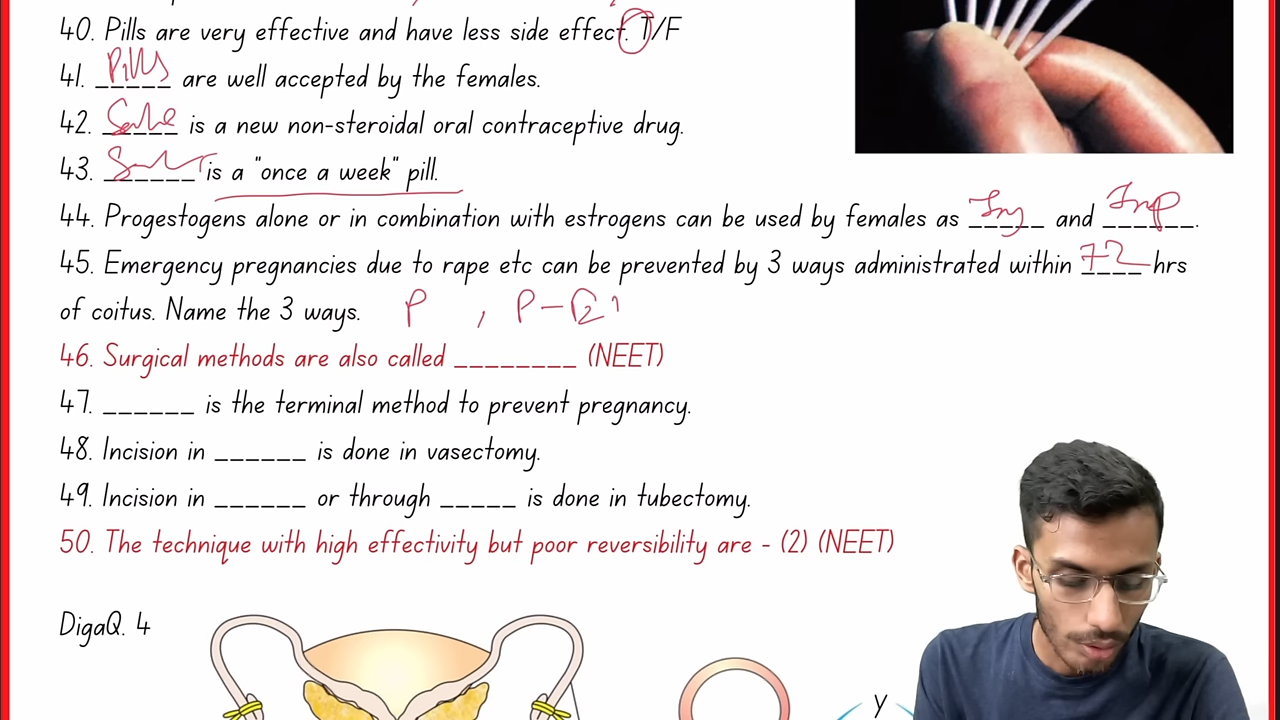 40. Pills are very effective and have less side effect. T/F
41. Pills are well accepted by the females.
42. ______ is a new non-steroidal oral contraceptive drug.
43. ______ is a "once a week" pill.
44. Progestogens alone or in combination with estrogens can be used by females as Inj and Imp.
45. Emergency pregnancies due to rape etc can be prevented by 3 ways administrated within 72 hrs
of coitus. Name the 3 ways. P , P-E
46. Surgical methods are also called ________ (NEET)
47. ______ is the terminal method to prevent pregnancy.
48. Incision in ______ is done in vasectomy.
49. Incision in ______ or through _____ is done in tubectomy.
50. The technique with high effectivity but poor reversibility are - (2) (NEET)
DigaQ. 4
Y